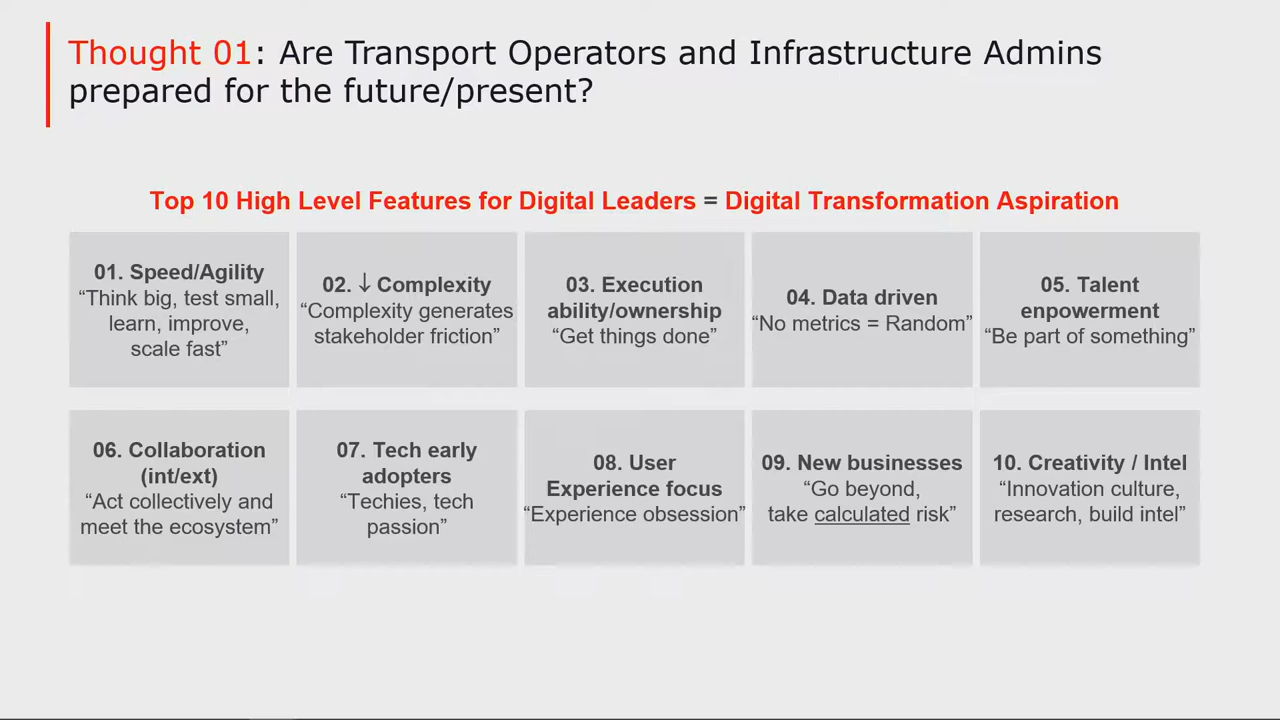 Thought 01: Are Transport Operators and Infrastructure Admins
prepared for the future/present?
Top 10 High Level Features for Digital Leaders = Digital Transformation Aspiration
01. Speed/Agility
“Think big, test small,
learn, improve,
scale fast”
02. ↓ Complexity
“Complexity generates
stakeholder friction”
03. Execution
ability/ownership
“Get things done”
04. Data driven
“No metrics = Random”
05. Talent
enpowerment
“Be part of something”
06. Collaboration
(int/ext)
“Act collectively and
meet the ecosystem”
07. Tech early
adopters
“Techies, tech
passion”
08. User
Experience focus
“Experience obsession”
09. New businesses
“Go beyond,
take calculated risk”
10. Creativity / Intel
“Innovation culture,
research, build intel”